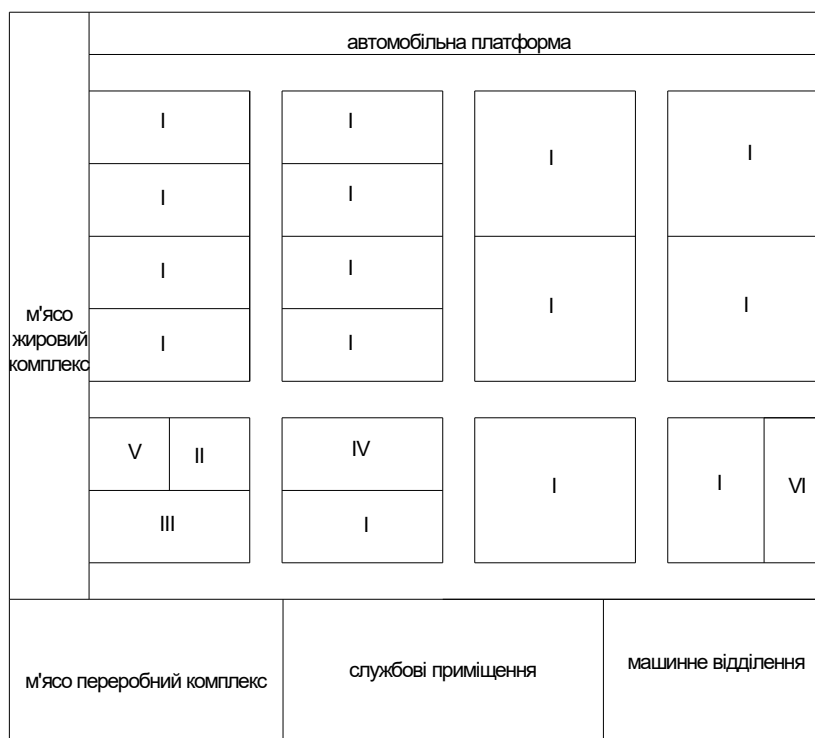 автомобільна платформа
I I I I
I I
I I I I
I I
м'ясо
жировий
комплекс
V II IV I I VI
III I
м'ясо переробний комплекс
службові приміщення
машинне відділення